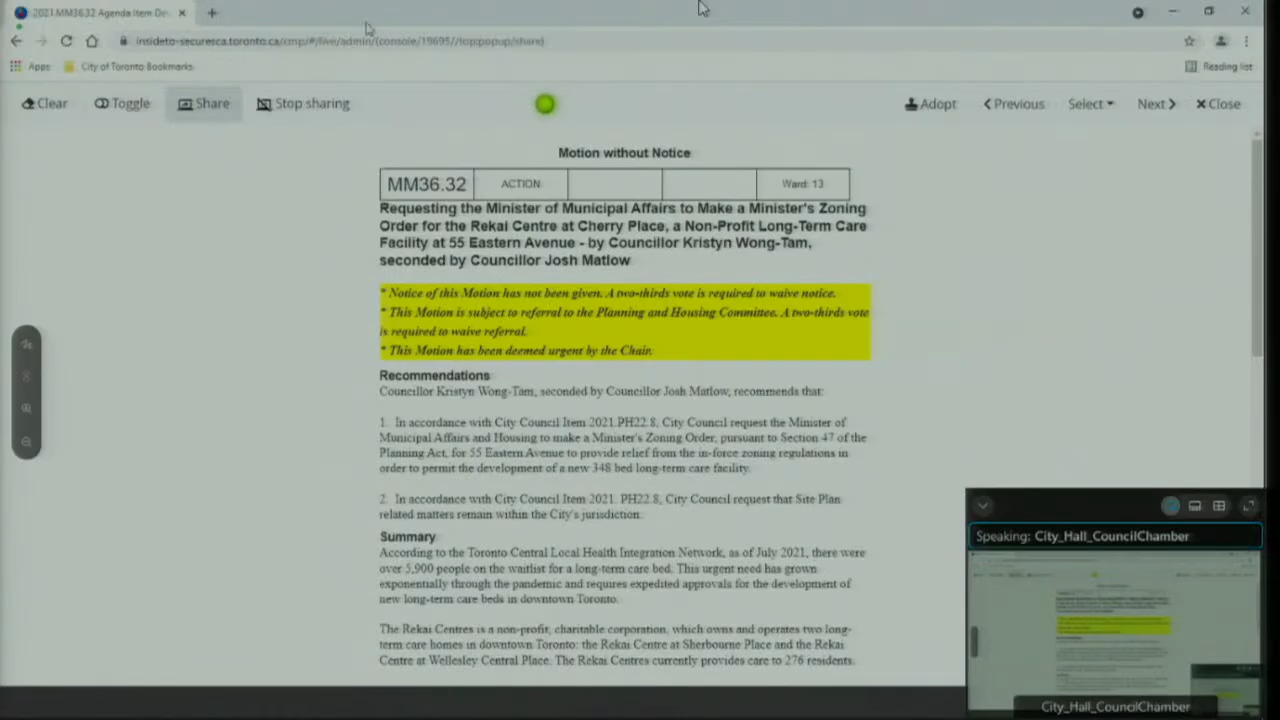 2021.MM36.32 Agenda Item De
insideto-securesca.toronto.ca/cmp/#/live/admin/(console/19695//top:popup/share)
Apps City of Toronto Bookmarks Reading list
Clear Toggle Share Stop sharing Adopt Previous Select Next Close
Motion without Notice
MM36.32 ACTION Ward: 13
Requesting the Minister of Municipal Affairs to Make a Minister's Zoning
Order for the Rekai Centre at Cherry Place, a Non-Profit Long-Term Care
Facility at 55 Eastern Avenue - by Councillor Kristyn Wong-Tam,
seconded by Councillor Josh Matlow
* Notice of this Motion has not been given. A two-thirds vote is required to waive notice.
* This Motion is subject to referral to the Planning and Housing Committee. A two-thirds vote
is required to waive referral.
* This Motion has been deemed urgent by the Chair.
Recommendations
Councillor Kristyn Wong-Tam, seconded by Councillor Josh Matlow, recommends that:
1. In accordance with City Council Item 2021.PH22.8, City Council request the Minister of
Municipal Affairs and Housing to make a Minister's Zoning Order, pursuant to Section 47 of the
Planning Act, for 55 Eastern Avenue to provide relief from the in-force zoning regulations in
order to permit the development of a new 348 bed long-term care facility.
2. In accordance with City Council Item 2021. PH22.8, City Council request that Site Plan
related matters remain within the City's jurisdiction.
Summary
According to the Toronto Central Local Health Integration Network, as of July 2021, there were
over 5,900 people on the waitlist for a long-term care bed. This urgent need has grown
exponentially through the pandemic and requires expedited approvals for the development of
new long-term care beds in downtown Toronto.
The Rekai Centres is a non-profit, charitable corporation, which owns and operates two long-
term care homes in downtown Toronto: the Rekai Centre at Sherbourne Place and the Rekai
Centre at Wellesley Central Place. The Rekai Centres currently provides care to 276 residents.
Speaking: City_Hall_CouncilChamber
City_Hall_CouncilChamber